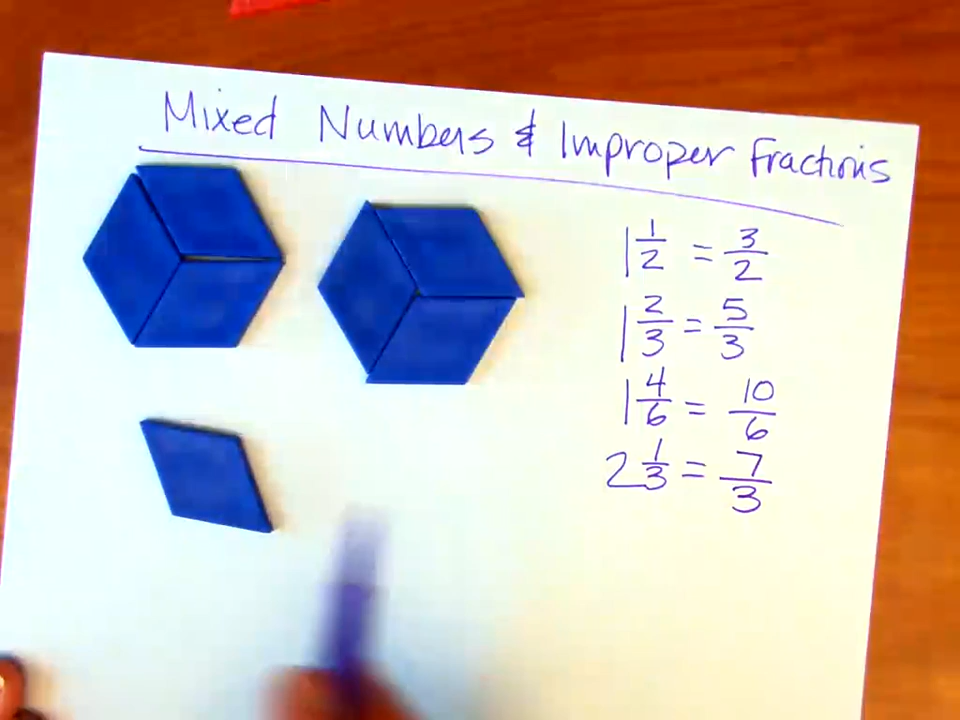 Mixed Numbers & Improper Fractions
1 1/2 = 3/2
1 2/3 = 5/3
1 4/6 = 10/6
2 1/3 = 7/3